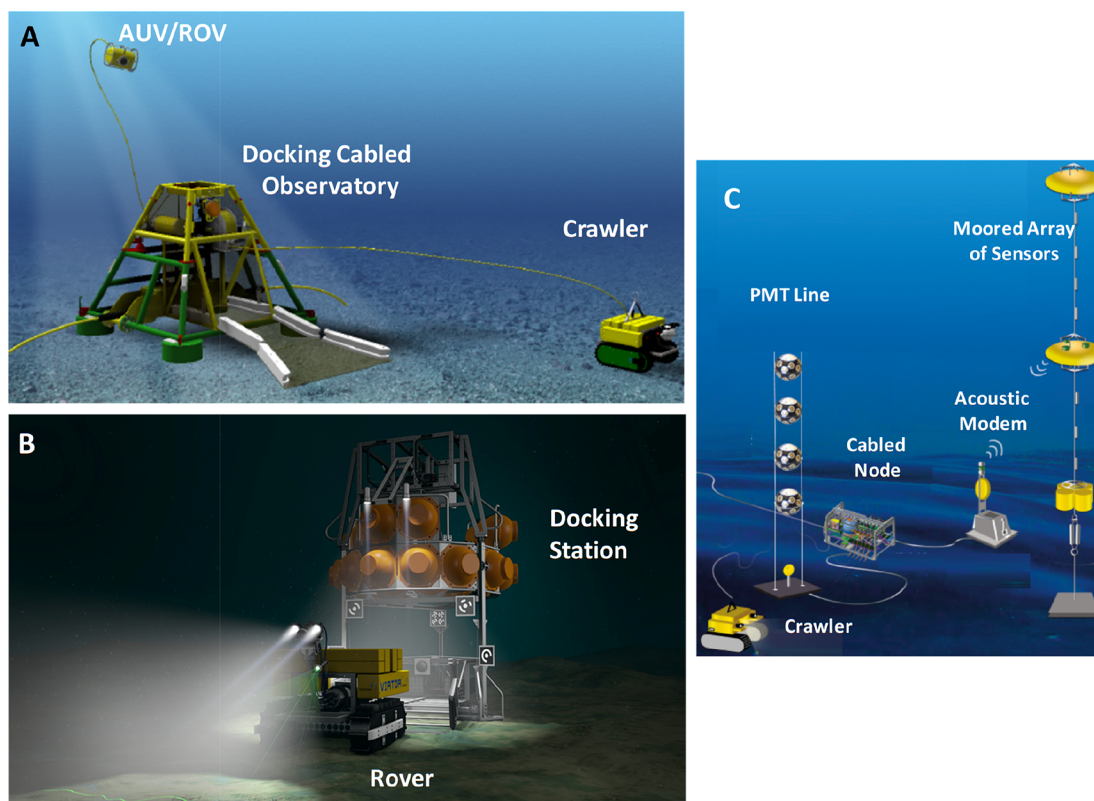 A
AUV/ROV
Docking Cabled
Observatory
Crawler
B
Docking
Station
VIATOR
Rover
C
Moored Array
of Sensors
PMT Line
Acoustic
Modem
Cabled
Node
Crawler